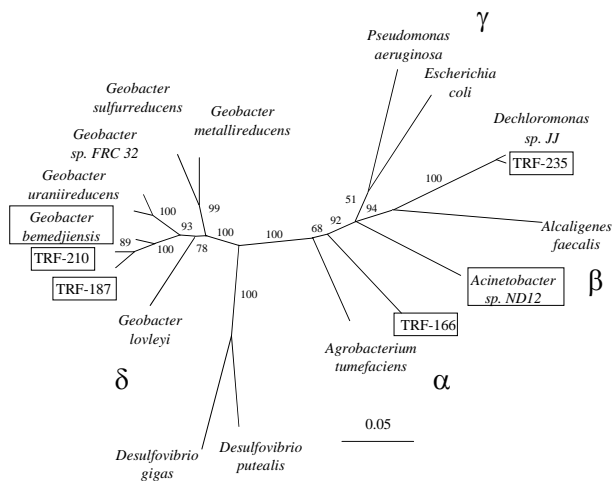 γ
Pseudomonas
aeruginosa
Escherichia
coli
Geobacter
sulfurreducens
Geobacter
metallireducens
Geobacter
sp. FRC 32
Geobacter
uraniireducens
Geobacter
bemedjiensis
TRF-210
TRF-187
Geobacter
lovleyi
δ
Desulfovibrio
gigas
Desulfovibrio
putealis
Dechloromonas
sp. JJ
TRF-235
Alcaligenes
faecalis
β
Acinetobacter
sp. ND12
TRF-166
Agrobacterium
tumefaciens
α
100
99
100
93
78
100
89
100
100
100
68
92
51
94
100
0.05